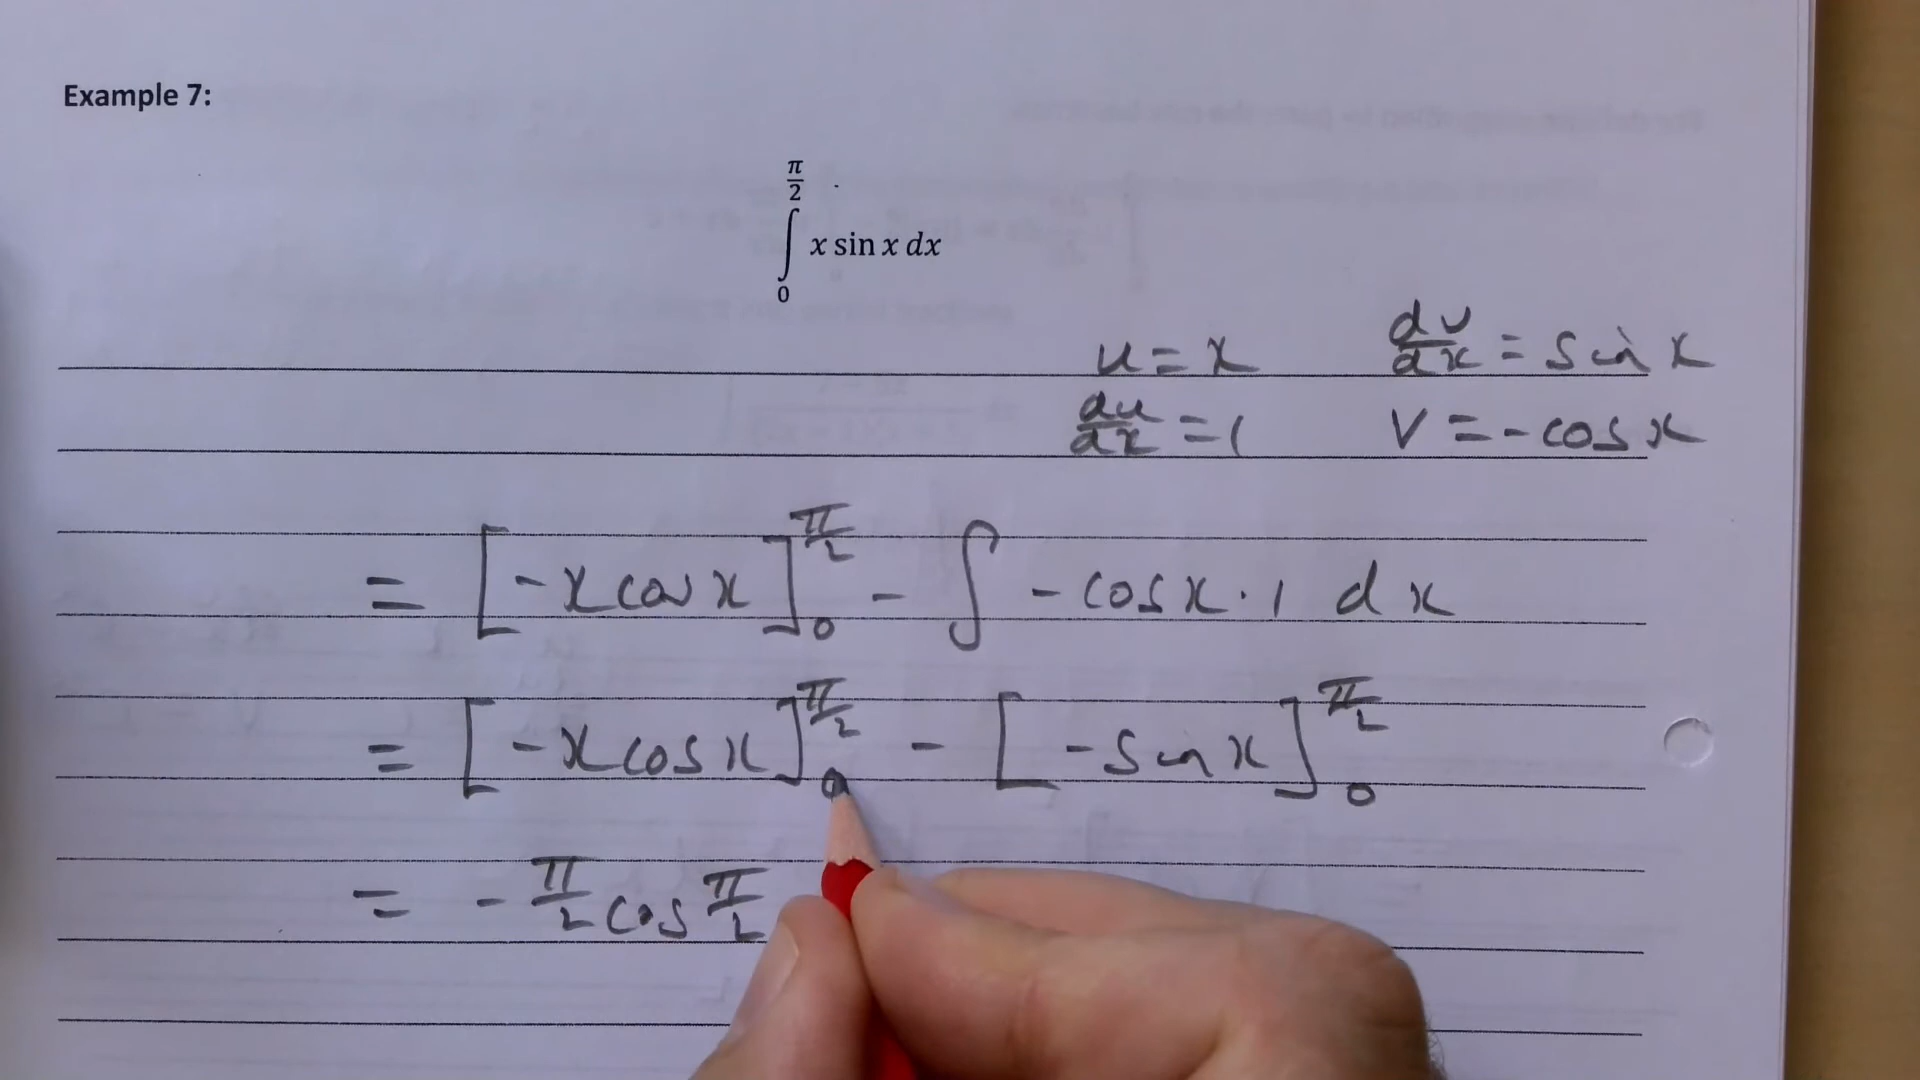 Example 7:
π/2
∫ x sin x dx
0
u = x    dv/dx = sin x
du/dx = 1    v = -cos x
= [-x cos x]₀^π/2 - ∫ -cos x · 1 dx
= [-x cos x]₀^π/2 - [-sin x]₀^π/2
= -π/2 cos π/2